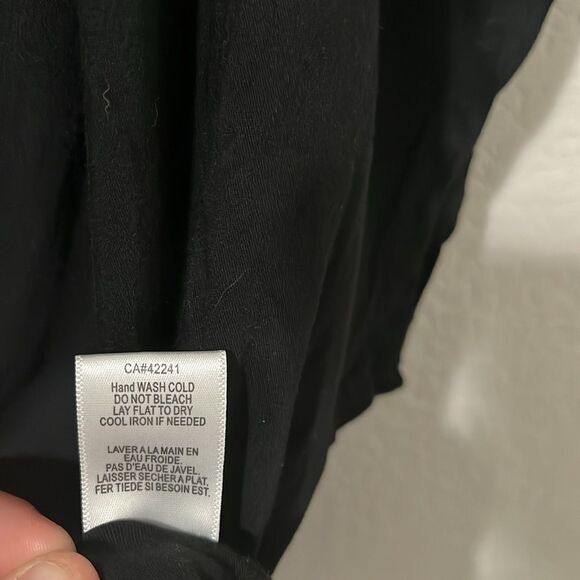 CA#42241
Hand WASH COLD
DO NOT BLEACH
LAY FLAT TO DRY
COOL IRON IF NEEDED
LAVER A LA MAIN EN
EAU FROIDE.
PAS D'EAU DE JAVEL.
LAISSER SECHER A PLAT.
FER TIEDE SI BESOIN EST.